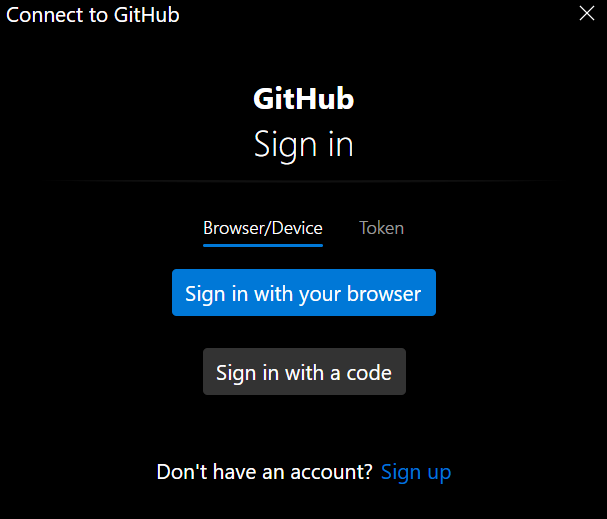 Connect to GitHub
GitHub
Sign in
Browser/Device Token
Sign in with your browser
Sign in with a code
Don't have an account? Sign up